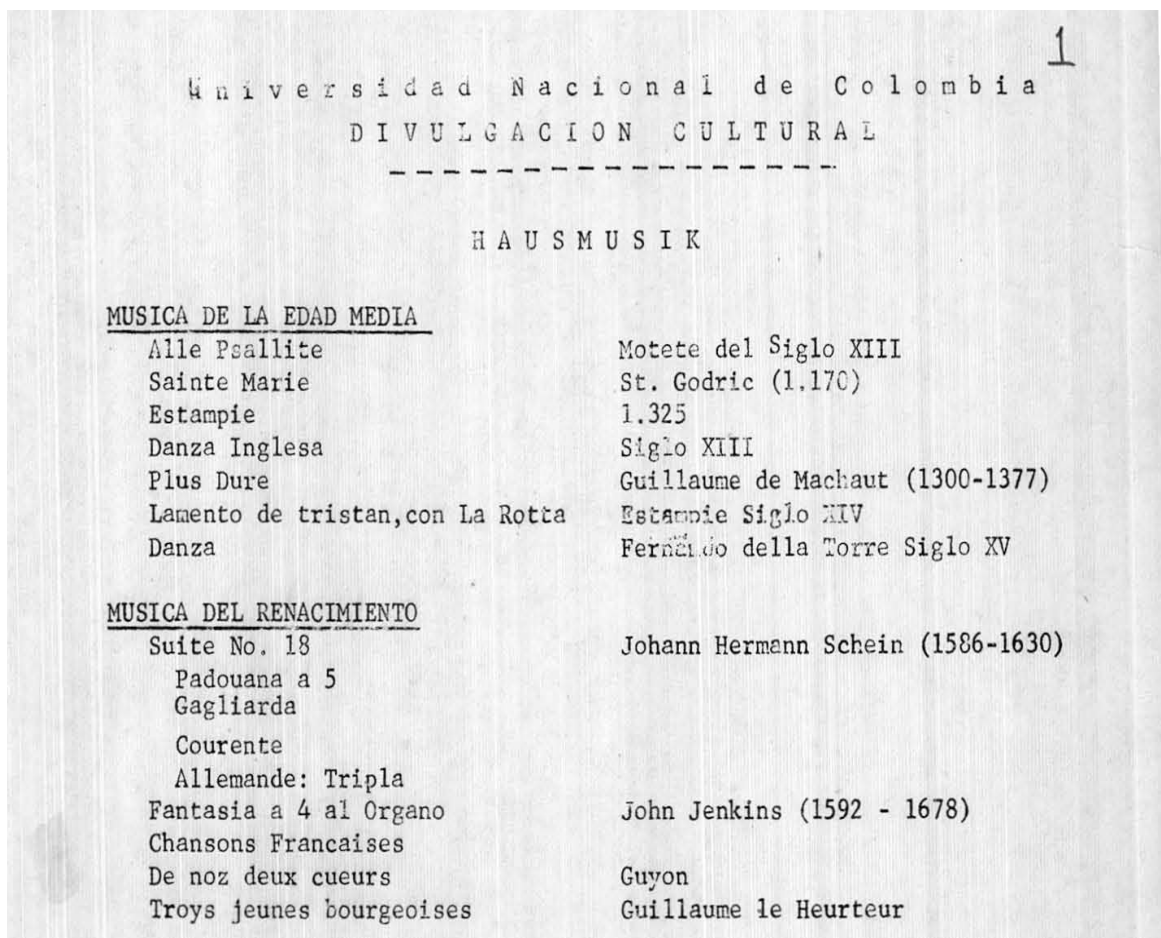 1
Universidad Nacional de Colombia
DIVULGACION CULTURAL
------------------
HAUSMUSIK
MUSICA DE LA EDAD MEDIA
Alle Psallite Motete del Siglo XIII
Sainte Marie St. Godric (1.170)
Estampie 1.325
Danza Inglesa Siglo XIII
Plus Dure Guillaume de Machaut (1300-1377)
Lamento de tristan,con La Rotta Estampie Siglo XIV
Danza Fernando della Torre Siglo XV
MUSICA DEL RENACIMIENTO
Suite No. 18 Johann Hermann Schein (1586-1630)
Padouana a 5
Gagliarda
Courente
Allemande: Tripla
Fantasia a 4 al Organo John Jenkins (1592 - 1678)
Chansons Francaises
De noz deux cueurs Guyon
Troys jeunes bourgeoises Guillaume le Heurteur